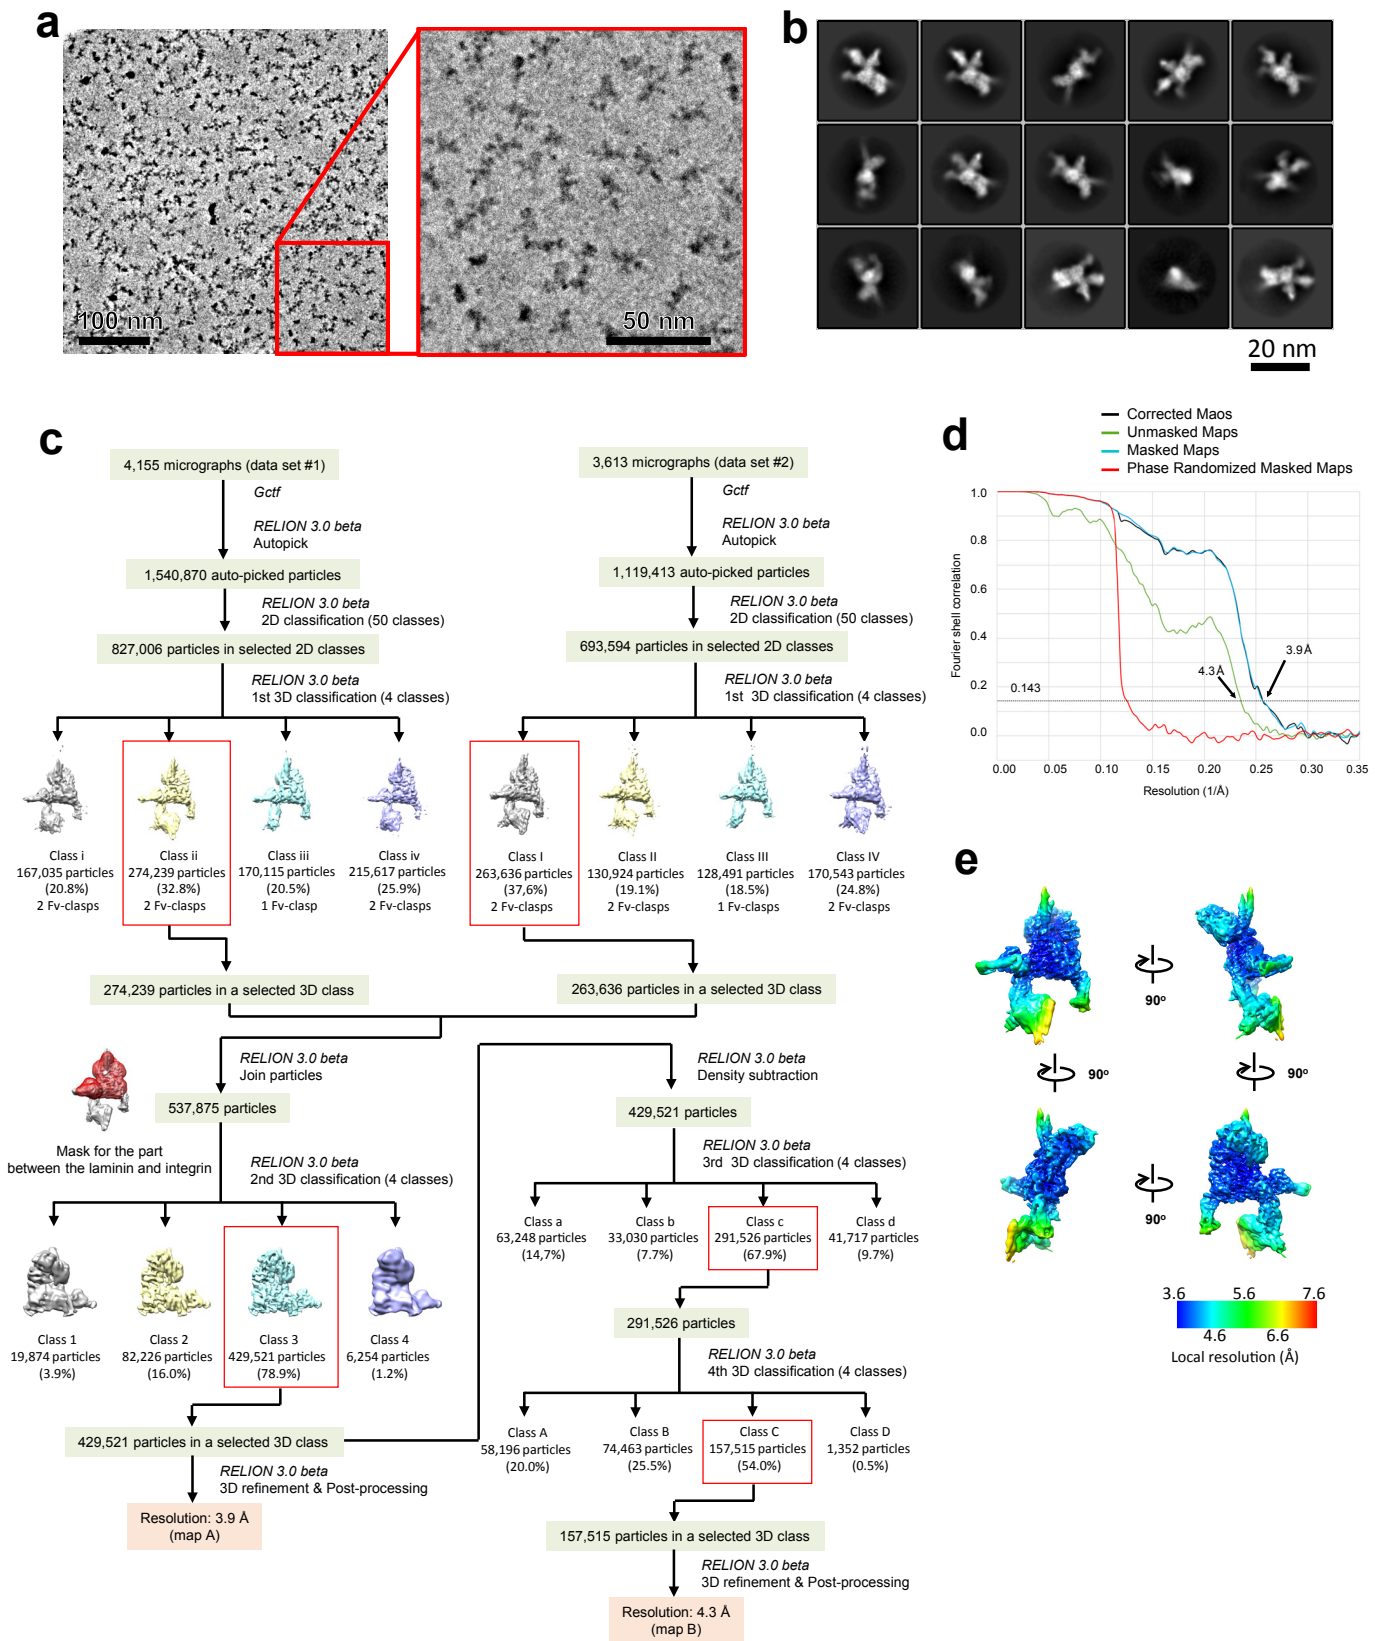 a
100 nm
50 nm
b
20 nm
c
4,155 micrographs (data set #1)
Gctf
RELION 3.0 beta
Autopick
1,540,870 auto-picked particles
RELION 3.0 beta
2D classification (50 classes)
827,006 particles in selected 2D classes
RELION 3.0 beta
1st 3D classification (4 classes)
Class i
167,035 particles
(20.8%)
2 Fv-clasps
Class ii
274,239 particles
(32.8%)
2 Fv-clasps
Class iii
170,115 particles
(20.5%)
1 Fv-clasp
Class iv
215,617 particles
(25.9%)
2 Fv-clasps
274,239 particles in a selected 3D class
3,613 micrographs (data set #2)
Gctf
RELION 3.0 beta
Autopick
1,119,413 auto-picked particles
RELION 3.0 beta
2D classification (50 classes)
693,594 particles in selected 2D classes
RELION 3.0 beta
1st 3D classification (4 classes)
Class I
263,636 particles
(37,6%)
2 Fv-clasps
Class II
130,924 particles
(19.1%)
2 Fv-clasps
Class III
128,491 particles
(18.5%)
1 Fv-clasp
Class IV
170,543 particles
(24.8%)
2 Fv-clasps
263,636 particles in a selected 3D class
RELION 3.0 beta
Join particles
537,875 particles
Mask for the part
between the laminin and integrin
RELION 3.0 beta
2nd 3D classification (4 classes)
Class 1
19,874 particles
(3.9%)
Class 2
82,226 particles
(16.0%)
Class 3
429,521 particles
(78.9%)
Class 4
6,254 particles
(1.2%)
429,521 particles in a selected 3D class
RELION 3.0 beta
3D refinement & Post-processing
Resolution: 3.9 Å
(map A)
RELION 3.0 beta
Density subtraction
429,521 particles
RELION 3.0 beta
3rd 3D classification (4 classes)
Class a
63,248 particles
(14,7%)
Class b
33,030 particles
(7.7%)
Class c
291,526 particles
(67.9%)
Class d
41,717 particles
(9.7%)
291,526 particles
RELION 3.0 beta
4th 3D classification (4 classes)
Class A
58,196 particles
(20.0%)
Class B
74,463 particles
(25.5%)
Class C
157,515 particles
(54.0%)
Class D
1,352 particles
(0.5%)
157,515 particles in a selected 3D class
RELION 3.0 beta
3D refinement & Post-processing
Resolution: 4.3 Å
(map B)
d
Corrected Maos
Unmasked Maps
Masked Maps
Phase Randomized Masked Maps
Fourier shell correlation
1.0
0.8
0.6
0.4
0.2
0.0
0.143
4.3Å
3.9Å
0.00 0.05 0.10 0.15 0.20 0.25 0.30 0.35
Resolution (1/Å)
e
90º
90º
90º
90º
3.6 5.6 7.6
4.6 6.6
Local resolution (Å)